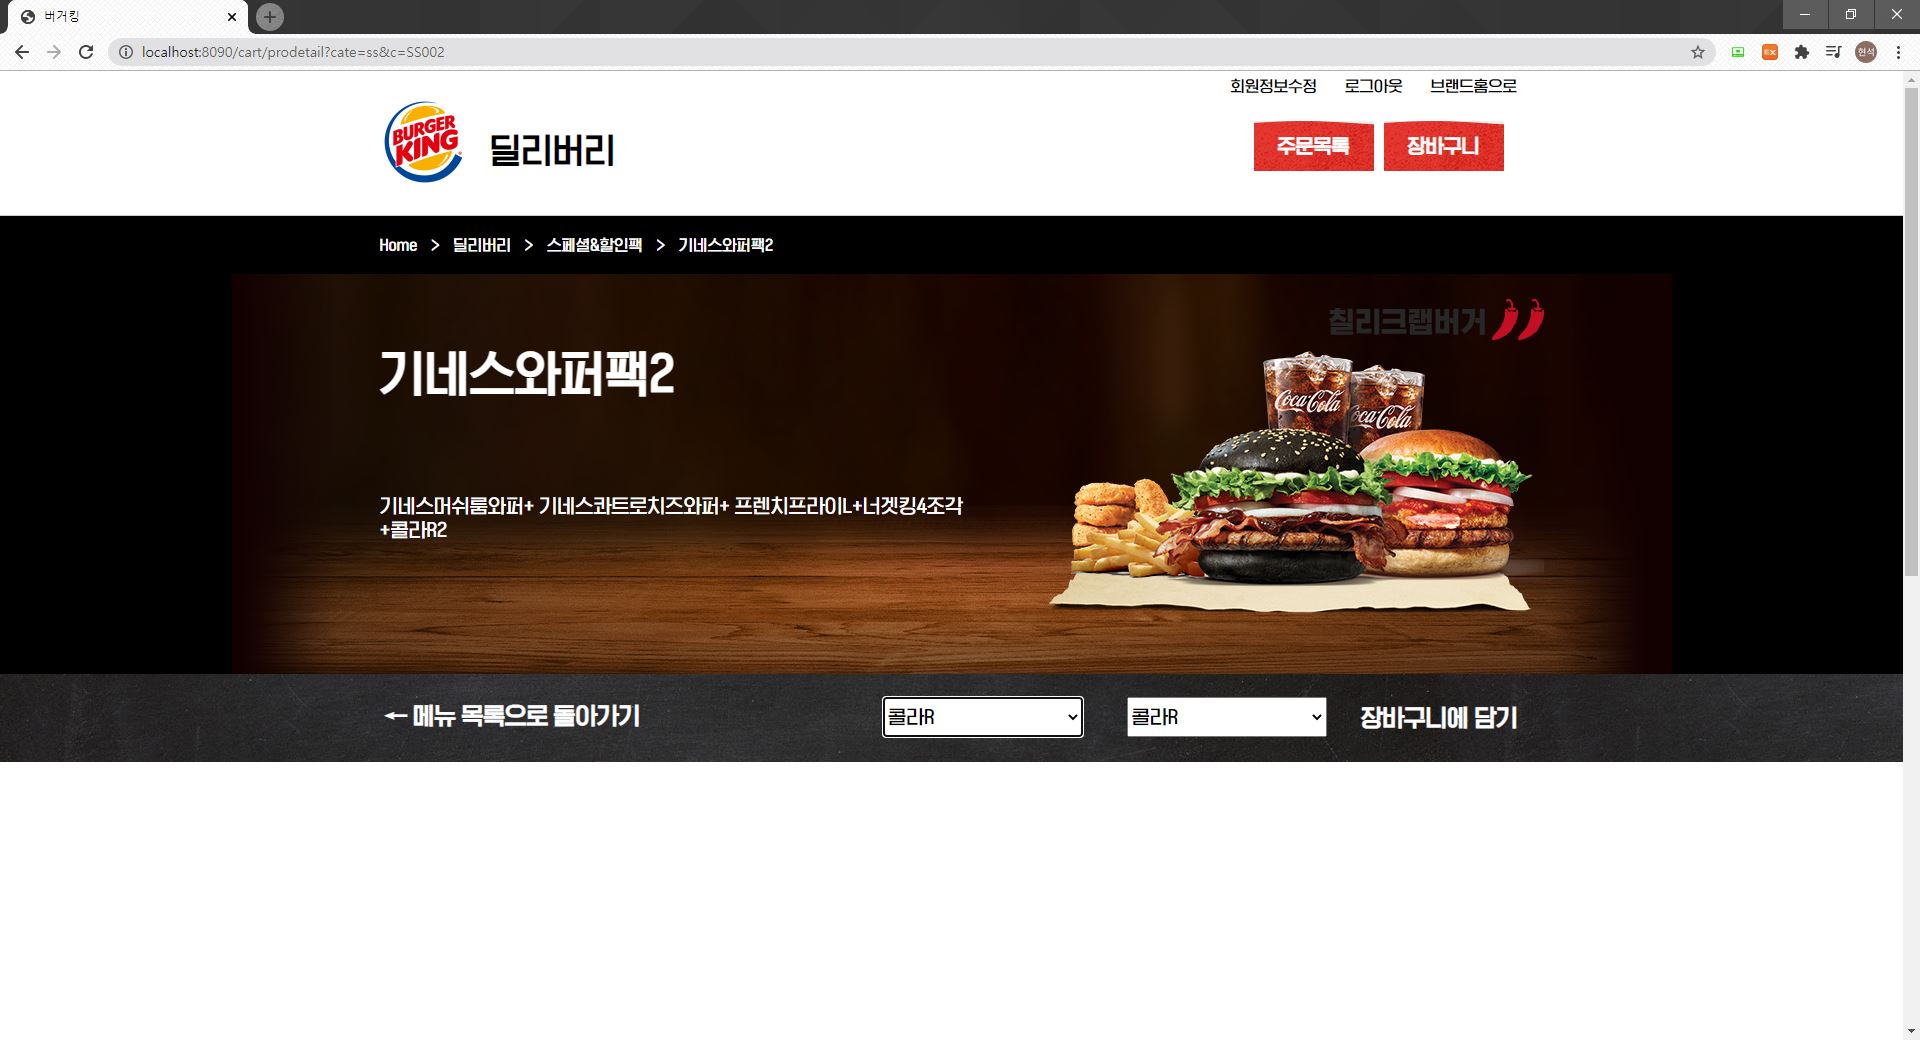 버거킹
localhost:8090/cart/prodetail?cate=ss&c=SS002
EX
현석
회원정보수정 로그아웃 브랜드홈으로
BURGER
KING
딜리버리
주문목록 장바구니
Home > 딜리버리 > 스페셜&할인팩 > 기네스와퍼팩2
칠리크랩버거
기네스와퍼팩2
Coca-Cola
Coca-Cola
기네스머쉬룸와퍼+ 기네스콰트로치즈와퍼+ 프렌치프라이L+너겟킹4조각
+콜라R2
← 메뉴 목록으로 돌아가기 콜라R 콜라R 장바구니에 담기